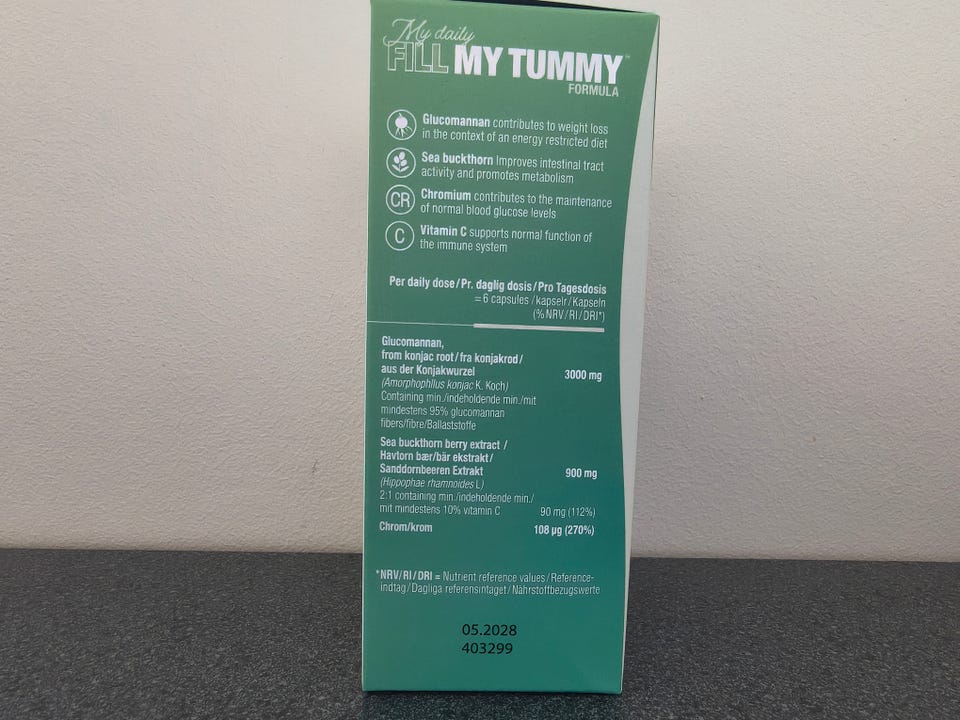 My daily
FILL MY TUMMY™
FORMULA
Glucomannan contributes to weight loss
in the context of an energy restricted diet
Sea buckthorn Improves intestinal tract
activity and promotes metabolism
CR
Chromium contributes to the maintenance
of normal blood glucose levels
C
Vitamin C supports normal function of
the immune system
Per daily dose/Pr. daglig dosis/Pro Tagesdosis
=6 capsules/kapselr/Kapseln
(%NRV/RI/DRI*)
Glucomannan,
from konjac root/fra konjakrod/
aus der Konjakwurzel 3000 mg
(Amorphophllus konjac K. Koch)
Containing min./indeholdende min./mit
mindestens 95% glucomannan
fibers/fibre/Ballaststoffe
Sea buckthorn berry extract /
Havtorn bær/bär ekstrakt/
Sanddornbeeren Extrakt 900 mg
(Hippophae rhamnoides L)
2:1 containing min./indeholdende min./
mit mindestens 10% vitamin C 90 mg (112%)
Chrom/krom 108 µg (270%)
*NRV/RI/DRI = Nutrient reference values/Reference-
indtag/Dagliga referensintaget/Nährstoffbezugswerte
05.2028
403299